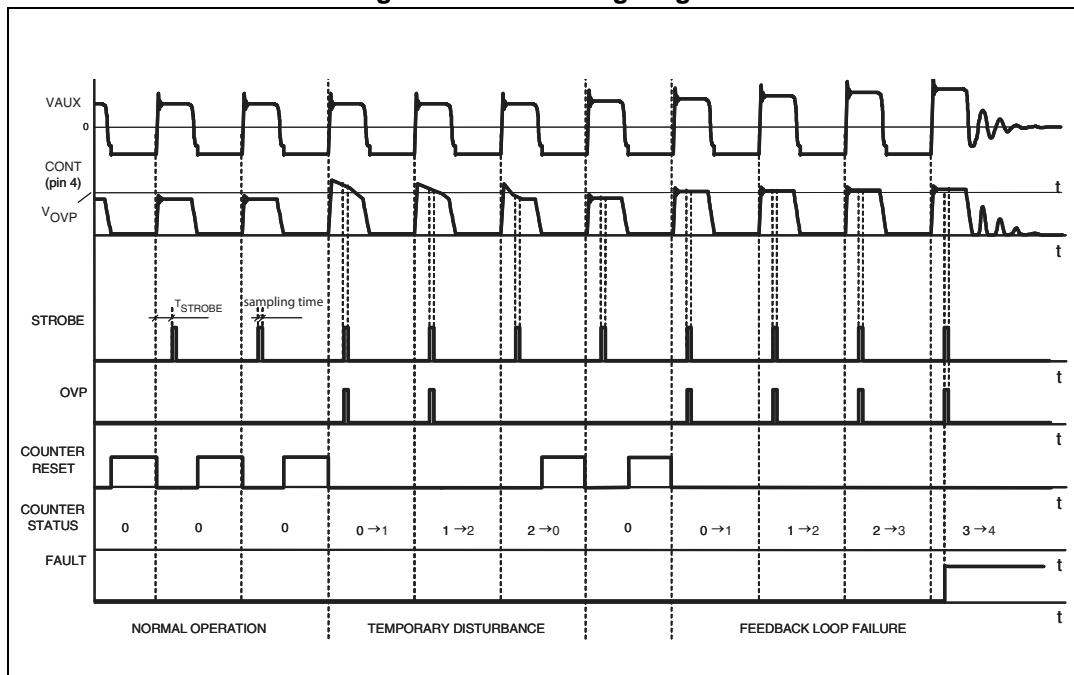 VAUX
0
CONT
(pin 4)
VOVP
t
t
STROBE
TSTROBE
sampling time
t
OVP
t
COUNTER
RESET
t
COUNTER
STATUS
0
0
0
0→1
1→2
2→0
0
0→1
1→2
2→3
3→4
FAULT
t
t
NORMAL OPERATION
TEMPORARY DISTURBANCE
FEEDBACK LOOP FAILURE